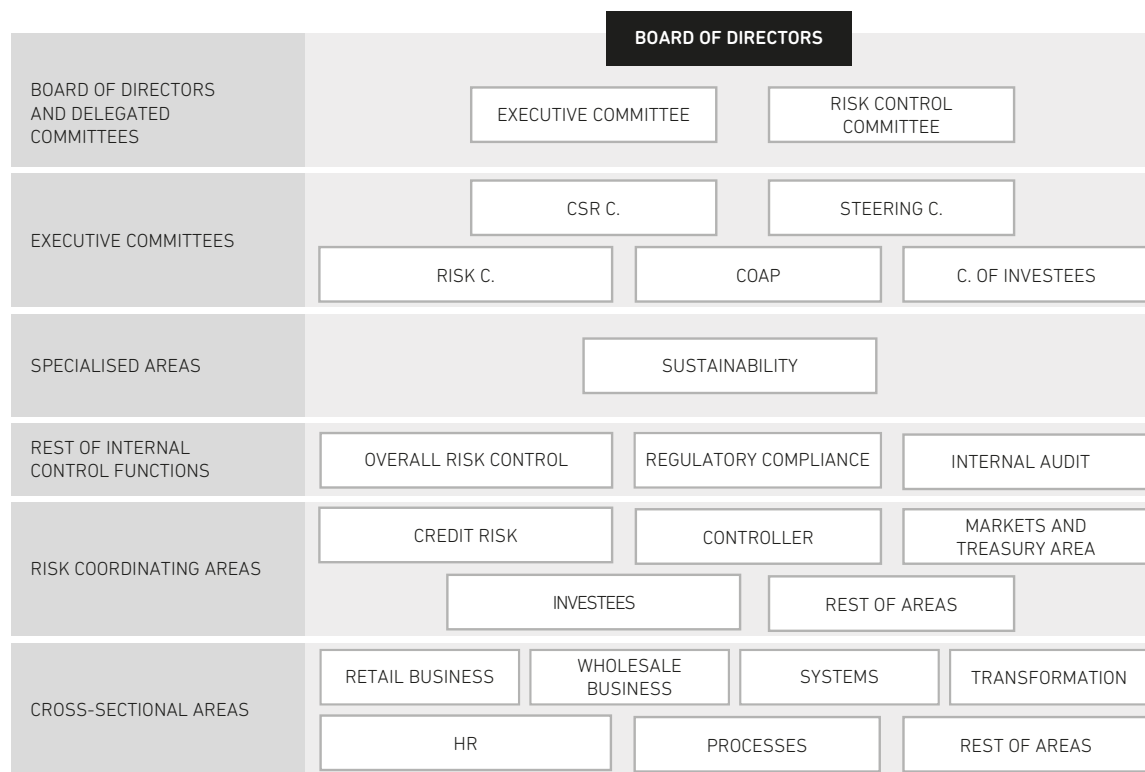 BOARD OF DIRECTORS
BOARD OF DIRECTORS
AND DELEGATED
COMMITTEES
EXECUTIVE COMMITTEE
RISK CONTROL
COMMITTEE
EXECUTIVE COMMITTEES
CSR C.
STEERING C.
RISK C.
COAP
C. OF INVESTEES
SPECIALISED AREAS
SUSTAINABILITY
REST OF INTERNAL
CONTROL FUNCTIONS
OVERALL RISK CONTROL
REGULATORY COMPLIANCE
INTERNAL AUDIT
RISK COORDINATING AREAS
CREDIT RISK
CONTROLLER
MARKETS AND
TREASURY AREA
INVESTEES
REST OF AREAS
CROSS-SECTIONAL AREAS
RETAIL BUSINESS
WHOLESALE
BUSINESS
SYSTEMS
TRANSFORMATION
HR
PROCESSES
REST OF AREAS